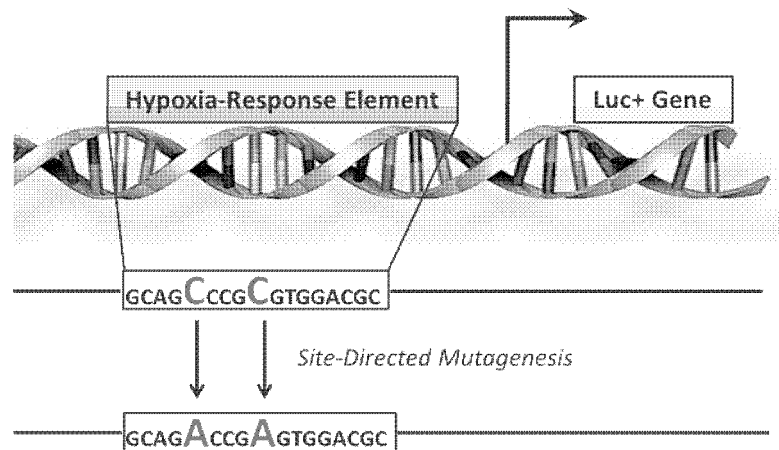 Hypoxia-Response Element
Luc+ Gene
GCAGCCCGCGTGGACGC
Site-Directed Mutagenesis
GCAGACCGAGTGGACGC